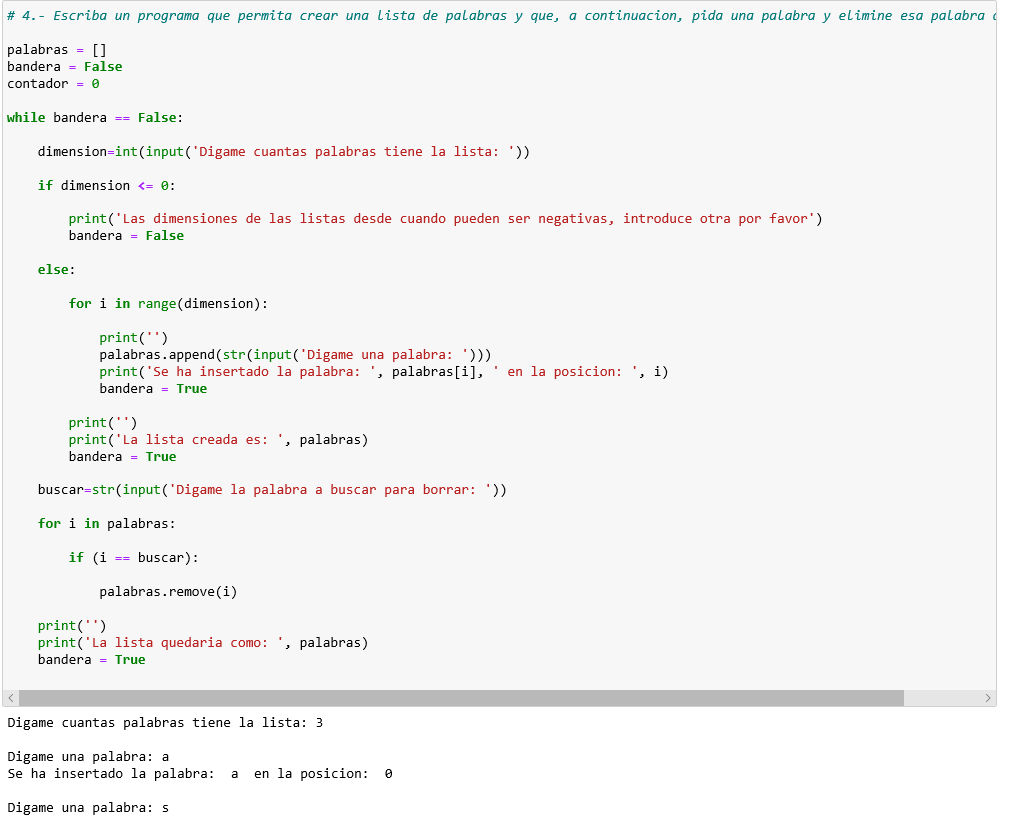 # 4.- Escriba un programa que permita crear una lista de palabras y que, a continuacion, pida una palabra y elimine esa palabra
palabras = []
bandera = False
contador = 0
while bandera == False:
    dimension=int(input('Digame cuantas palabras tiene la lista: '))
    if dimension <= 0:
        print('Las dimensiones de las listas desde cuando pueden ser negativas, introduce otra por favor')
        bandera = False
    else:
        for i in range(dimension):
            print('')
            palabras.append(str(input('Digame una palabra: ')))
            print('Se ha insertado la palabra: ', palabras[i], ' en la posicion: ', i)
            bandera = True
        print('')
        print('La lista creada es: ', palabras)
        bandera = True
    buscar=str(input('Digame la palabra a buscar para borrar: '))
    for i in palabras:
        if (i == buscar):
            palabras.remove(i)
    print('')
    print('La lista quedaria como: ', palabras)
    bandera = True
Digame cuantas palabras tiene la lista: 3
Digame una palabra: a
Se ha insertado la palabra:  a  en la posicion:  0
Digame una palabra: s